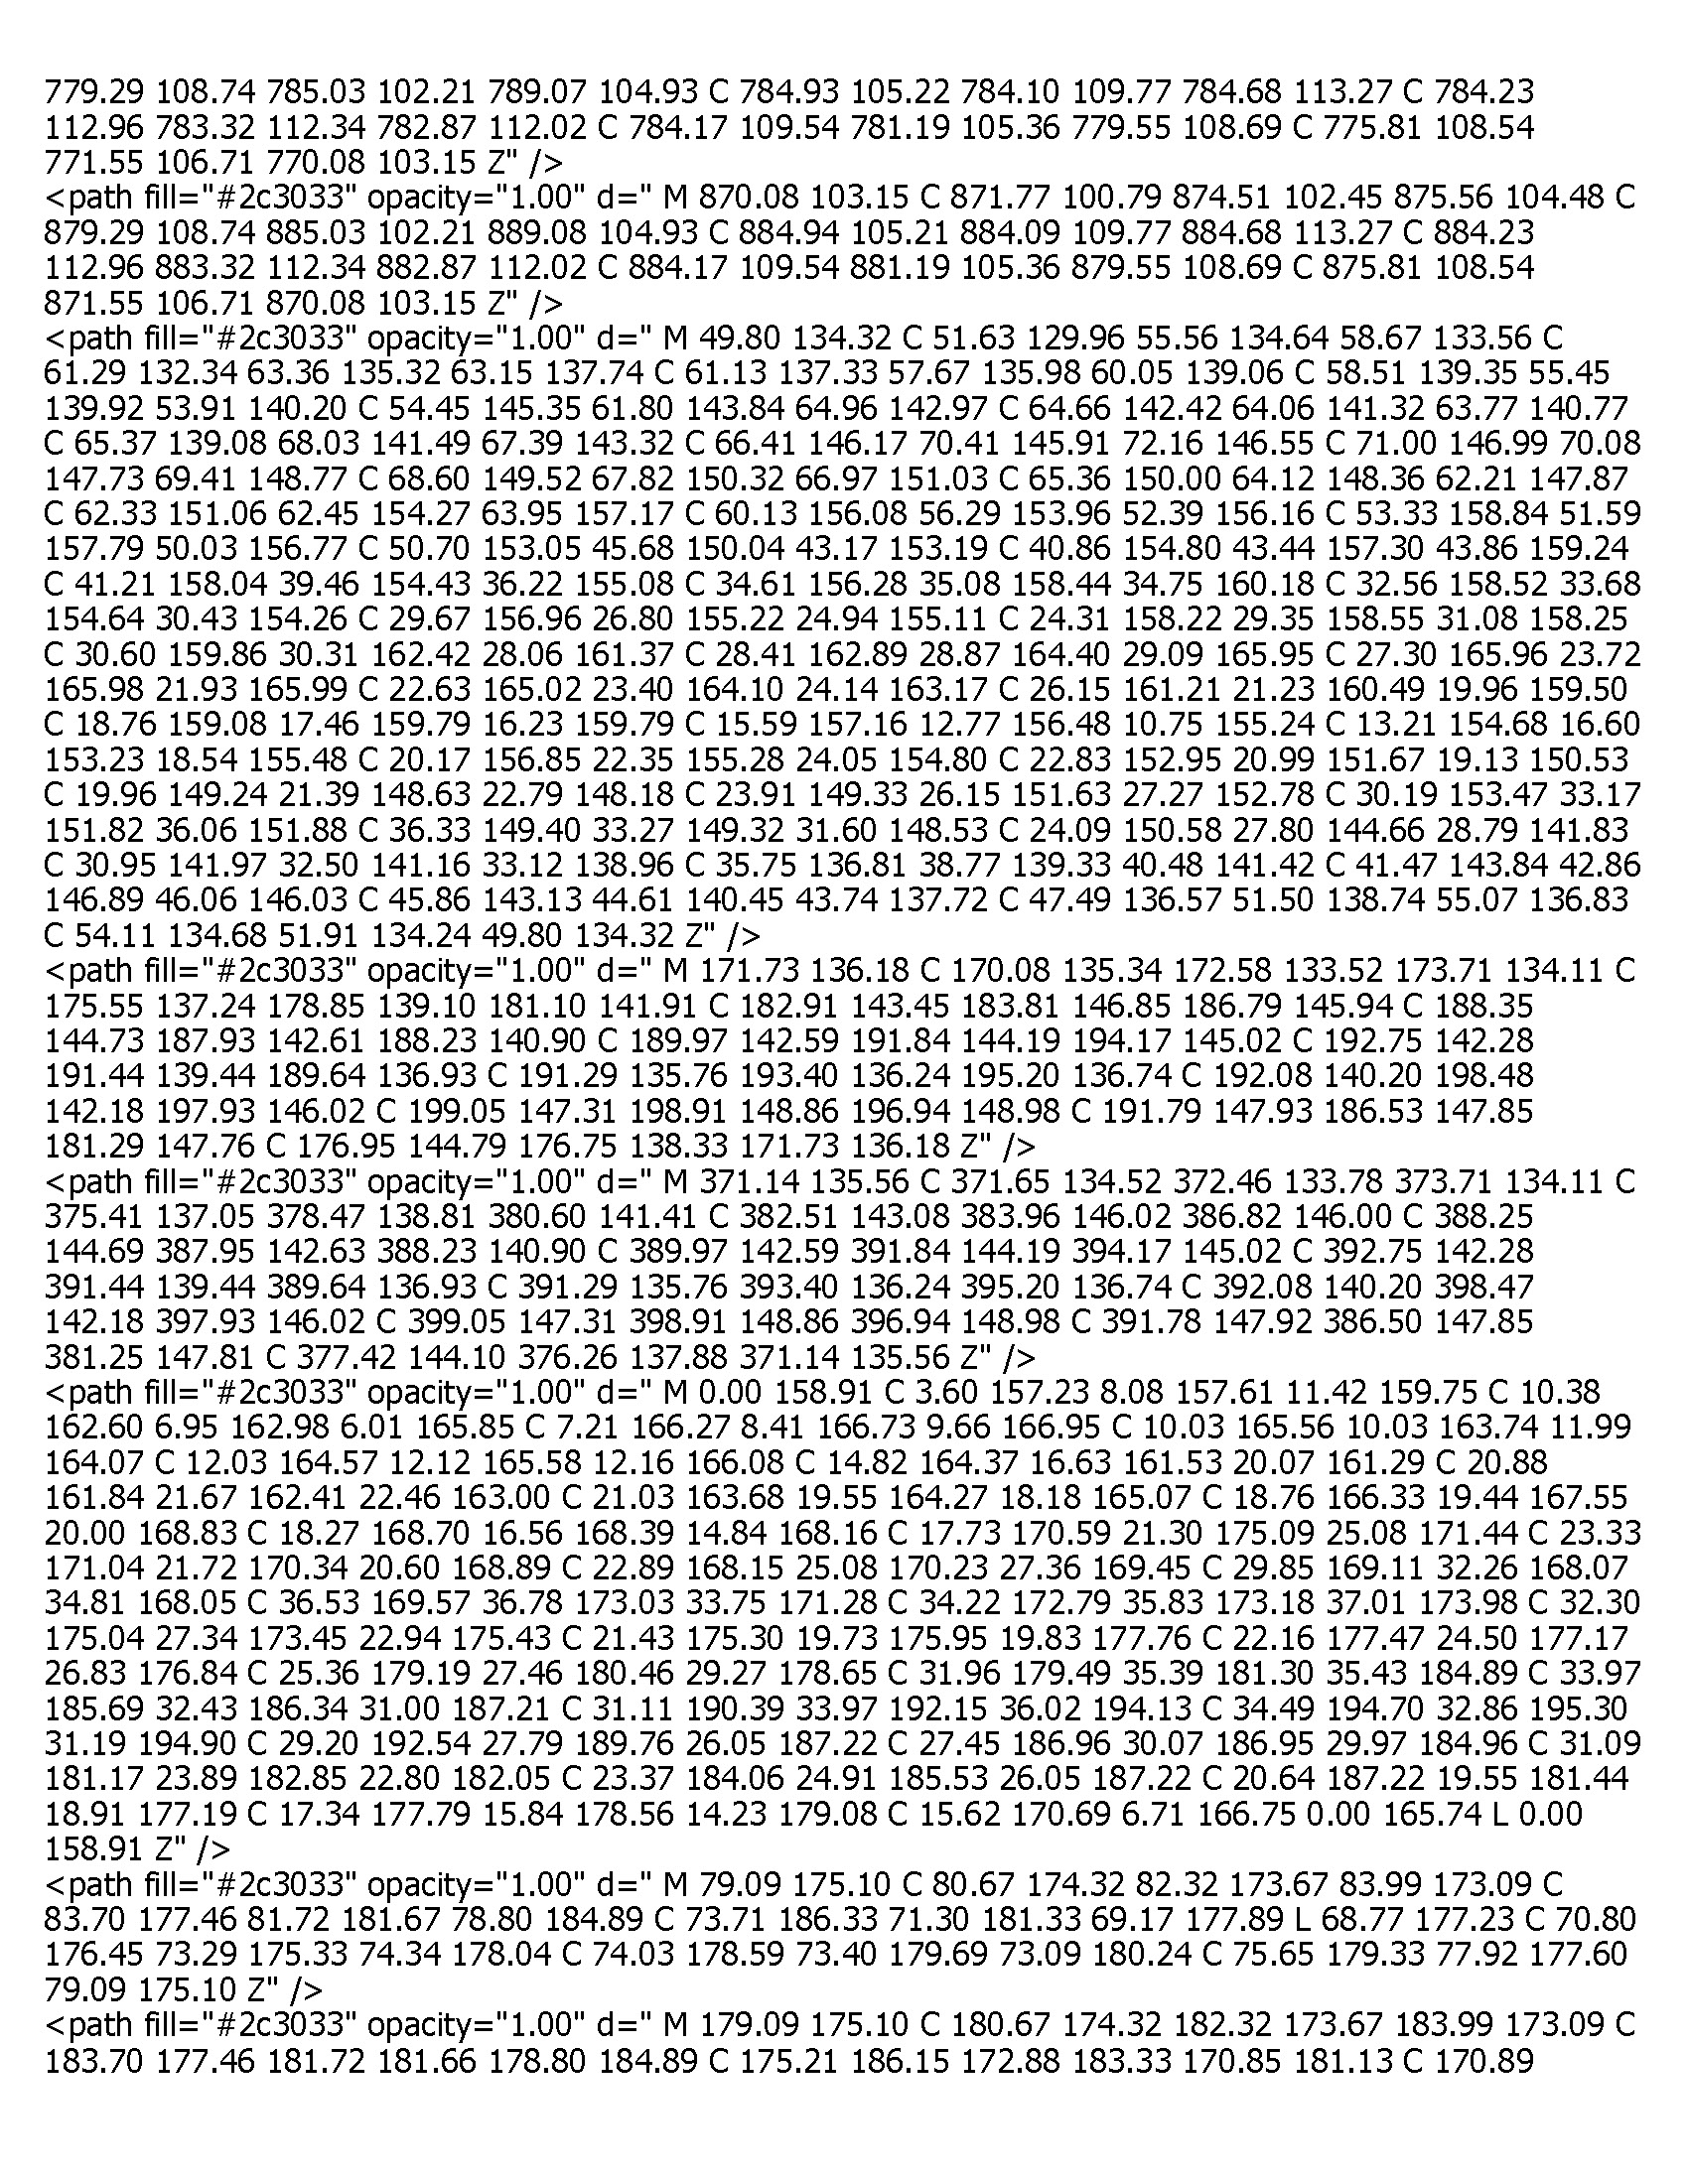 779.29 108.74 785.03 102.21 789.07 104.93 C 784.93 105.22 784.10 109.77 784.68 113.27 C 784.23
112.96 783.32 112.34 782.87 112.02 C 784.17 109.54 781.19 105.36 779.55 108.69 C 775.81 108.54
771.55 106.71 770.08 103.15 Z" />
<path fill="#2c3033" opacity="1.00" d=" M 870.08 103.15 C 871.77 100.79 874.51 102.45 875.56 104.48 C
879.29 108.74 885.03 102.21 889.08 104.93 C 884.94 105.21 884.09 109.77 884.68 113.27 C 884.23
112.96 883.32 112.34 882.87 112.02 C 884.17 109.54 881.19 105.36 879.55 108.69 C 875.81 108.54
871.55 106.71 870.08 103.15 Z" />
<path fill="#2c3033" opacity="1.00" d=" M 49.80 134.32 C 51.63 129.96 55.56 134.64 58.67 133.56 C
61.29 132.34 63.36 135.32 63.15 137.74 C 61.13 137.33 57.67 135.98 60.05 139.06 C 58.51 139.35 55.45
139.92 53.91 140.20 C 54.45 145.35 61.80 143.84 64.96 142.97 C 64.66 142.42 64.06 141.32 63.77 140.77
C 65.37 139.08 68.03 141.49 67.39 143.32 C 66.41 146.17 70.41 145.91 72.16 146.55 C 71.00 146.99 70.08
147.73 69.41 148.77 C 68.60 149.52 67.82 150.32 66.97 151.03 C 65.36 150.00 64.12 148.36 62.21 147.87
C 62.33 151.06 62.45 154.27 63.95 157.17 C 60.13 156.08 56.29 153.96 52.39 156.16 C 53.33 158.84 51.59
157.79 50.03 156.77 C 50.70 153.05 45.68 150.04 43.17 153.19 C 40.86 154.80 43.44 157.30 43.86 159.24
C 41.21 158.04 39.46 154.43 36.22 155.08 C 34.61 156.28 35.08 158.44 34.75 160.18 C 32.56 158.52 33.68
154.64 30.43 154.26 C 29.67 156.96 26.80 155.22 24.94 155.11 C 24.31 158.22 29.35 158.55 31.08 158.25
C 30.60 159.86 30.31 162.42 28.06 161.37 C 28.41 162.89 28.87 164.40 29.09 165.95 C 27.30 165.96 23.72
165.98 21.93 165.99 C 22.63 165.02 23.40 164.10 24.14 163.17 C 26.15 161.21 21.23 160.49 19.96 159.50
C 18.76 159.08 17.46 159.79 16.23 159.79 C 15.59 157.16 12.77 156.48 10.75 155.24 C 13.21 154.68 16.60
153.23 18.54 155.48 C 20.17 156.85 22.35 155.28 24.05 154.80 C 22.83 152.95 20.99 151.67 19.13 150.53
C 19.96 149.24 21.39 148.63 22.79 148.18 C 23.91 149.33 26.15 151.63 27.27 152.78 C 30.19 153.47 33.17
151.82 36.06 151.88 C 36.33 149.40 33.27 149.32 31.60 148.53 C 24.09 150.58 27.80 144.66 28.79 141.83
C 30.95 141.97 32.50 141.16 33.12 138.96 C 35.75 136.81 38.77 139.33 40.48 141.42 C 41.47 143.84 42.86
146.89 46.06 146.03 C 45.86 143.13 44.61 140.45 43.74 137.72 C 47.49 136.57 51.50 138.74 55.07 136.83
C 54.11 134.68 51.91 134.24 49.80 134.32 Z" />
<path fill="#2c3033" opacity="1.00" d=" M 171.73 136.18 C 170.08 135.34 172.58 133.52 173.71 134.11 C
175.55 137.24 178.85 139.10 181.10 141.91 C 182.91 143.45 183.81 146.85 186.79 145.94 C 188.35
144.73 187.93 142.61 188.23 140.90 C 189.97 142.59 191.84 144.19 194.17 145.02 C 192.75 142.28
191.44 139.44 189.64 136.93 C 191.29 135.76 193.40 136.24 195.20 136.74 C 192.08 140.20 198.48
142.18 197.93 146.02 C 199.05 147.31 198.91 148.86 196.94 148.98 C 191.79 147.93 186.53 147.85
181.29 147.76 C 176.95 144.79 176.75 138.33 171.73 136.18 Z" />
<path fill="#2c3033" opacity="1.00" d=" M 371.14 135.56 C 371.65 134.52 372.46 133.78 373.71 134.11 C
375.41 137.05 378.47 138.81 380.60 141.41 C 382.51 143.08 383.96 146.02 386.82 146.00 C 388.25
144.69 387.95 142.63 388.23 140.90 C 389.97 142.59 391.84 144.19 394.17 145.02 C 392.75 142.28
391.44 139.44 389.64 136.93 C 391.29 135.76 393.40 136.24 395.20 136.74 C 392.08 140.20 398.47
142.18 397.93 146.02 C 399.05 147.31 398.91 148.86 396.94 148.98 C 391.78 147.92 386.50 147.85
381.25 147.81 C 377.42 144.10 376.26 137.88 371.14 135.56 Z" />
<path fill="#2c3033" opacity="1.00" d=" M 0.00 158.91 C 3.60 157.23 8.08 157.61 11.42 159.75 C 10.38
162.60 6.95 162.98 6.01 165.85 C 7.21 166.27 8.41 166.73 9.66 166.95 C 10.03 165.56 10.03 163.74 11.99
164.07 C 12.03 164.57 12.12 165.58 12.16 166.08 C 14.82 164.37 16.63 161.53 20.07 161.29 C 20.88
161.84 21.67 162.41 22.46 163.00 C 21.03 163.68 19.55 164.27 18.18 165.07 C 18.76 166.33 19.44 167.55
20.00 168.83 C 18.27 168.70 16.56 168.39 14.84 168.16 C 17.73 170.59 21.30 175.09 25.08 171.44 C 23.33
171.04 21.72 170.34 20.60 168.89 C 22.89 168.15 25.08 170.23 27.36 169.45 C 29.85 169.11 32.26 168.07
34.81 168.05 C 36.53 169.57 36.78 173.03 33.75 171.28 C 34.22 172.79 35.83 173.18 37.01 173.98 C 32.30
175.04 27.34 173.45 22.94 175.43 C 21.43 175.30 19.73 175.95 19.83 177.76 C 22.16 177.47 24.50 177.17
26.83 176.84 C 25.36 179.19 27.46 180.46 29.27 178.65 C 31.96 179.49 35.39 181.30 35.43 184.89 C 33.97
185.69 32.43 186.34 31.00 187.21 C 31.11 190.39 33.97 192.15 36.02 194.13 C 34.49 194.70 32.86 195.30
31.19 194.90 C 29.20 192.54 27.79 189.76 26.05 187.22 C 27.45 186.96 30.07 186.95 29.97 184.96 C 31.09
181.17 23.89 182.85 22.80 182.05 C 23.37 184.06 24.91 185.53 26.05 187.22 C 20.64 187.22 19.55 181.44
18.91 177.19 C 17.34 177.79 15.84 178.56 14.23 179.08 C 15.62 170.69 6.71 166.75 0.00 165.74 L 0.00
158.91 Z" />
<path fill="#2c3033" opacity="1.00" d=" M 79.09 175.10 C 80.67 174.32 82.32 173.67 83.99 173.09 C
83.70 177.46 81.72 181.67 78.80 184.89 C 73.71 186.33 71.30 181.33 69.17 177.89 L 68.77 177.23 C 70.80
176.45 73.29 175.33 74.34 178.04 C 74.03 178.59 73.40 179.69 73.09 180.24 C 75.65 179.33 77.92 177.60
79.09 175.10 Z" />
<path fill="#2c3033" opacity="1.00" d=" M 179.09 175.10 C 180.67 174.32 182.32 173.67 183.99 173.09 C
183.70 177.46 181.72 181.66 178.80 184.89 C 175.21 186.15 172.88 183.33 170.85 181.13 C 170.89